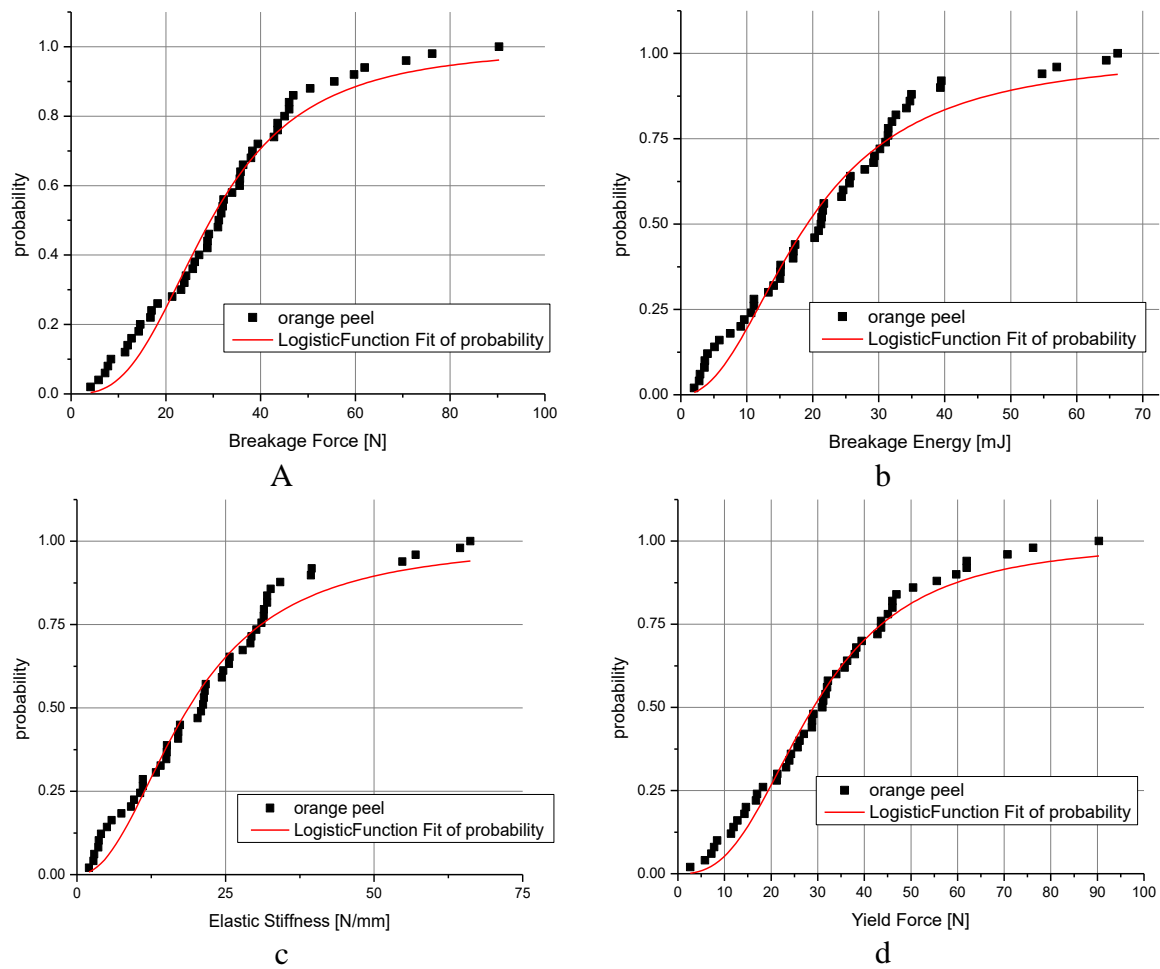 1.0
0.8
0.6
0.4
0.2
0.0
probability
orange peel
LogisticFunction Fit of probability
0 20 40 60 80 100
Breakage Force [N]
A
1.00
0.75
0.50
0.25
0.00
probability
orange peel
LogisticFunction Fit of probability
0 10 20 30 40 50 60 70
Breakage Energy [mJ]
b
1.00
0.75
0.50
0.25
0.00
probability
orange peel
LogisticFunction Fit of probability
0 25 50 75
Elastic Stiffness [N/mm]
c
1.00
0.75
0.50
0.25
0.00
probability
orange peel
LogisticFunction Fit of probability
0 10 20 30 40 50 60 70 80 90 100
Yield Force [N]
d